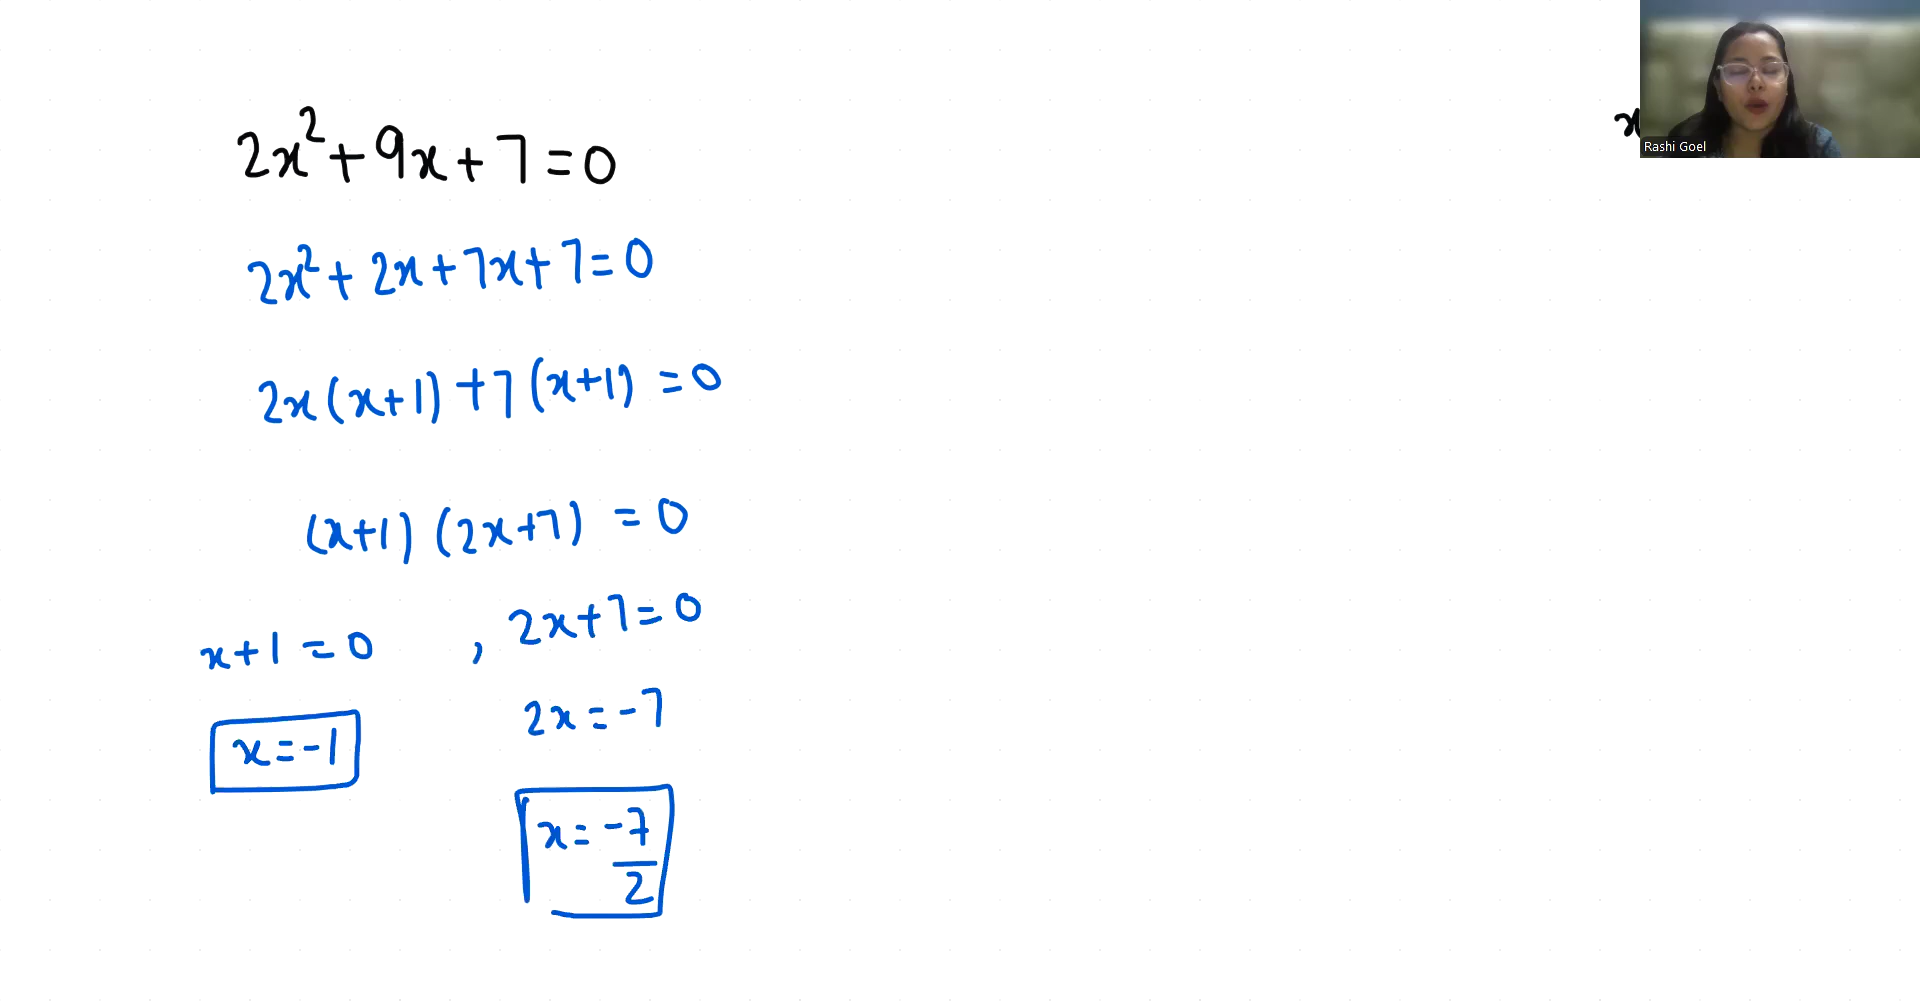 2x²+9x+7=0
2x²+2x+7x+7=0
2x(x+1)+7(x+1)=0
(x+1)(2x+7)=0
x+1=0 , 2x+7=0
x=-1
2x=-7
x=-7/2
x
Rashi Goel